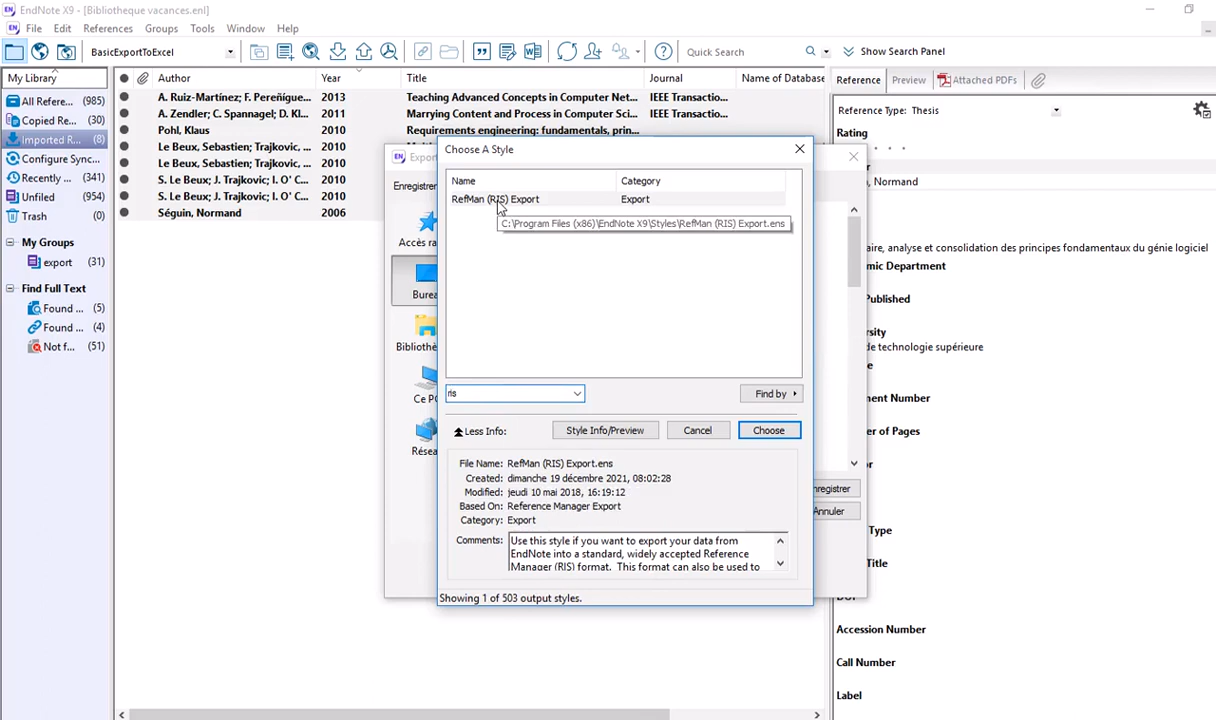 EndNote X9 - [Bibliotheque vacances.enl]
File Edit References Groups Tools Window Help
BasicExportToExcel
Quick Search
Show Search Panel
My Library
All Refere... (985)
Copied Re... (30)
Imported R... (8)
Configure Sync...
Recently ... (341)
Unfiled (954)
Trash (6)
My Groups
export (31)
Find Full Text
Found ... (5)
Found ... (4)
Not f... (51)
Author Year Title Journal Name of Database
A. Ruiz-Martínez; F. Pereñígue... 2013 Teaching Advanced Concepts in Computer Net... IEEE Transactio...
A. Zendler; C. Spannagel; D. Kl... 2011 Marrying Content and Process in Computer Sci... IEEE Transactio...
Pohl, Klaus 2010 Requirements engineering: fundamentals, prin...
Le Beux, Sebastien; Trajkovic, ... 2010
Le Beux, Sebastien; Trajkovic, ... 2010
S. Le Beux; J. Trajkovic; I. O' C... 2010
S. Le Beux; J. Trajkovic; I. O' C... 2010
Séguin, Normand 2006
Export
Enregistrer
Accès ra
Burea
Biblioth
Ce P
Résea
nregistrer
Annuler
Choose A Style
Name Category
RefMan (RIS) Export Export
C:\Program Files (x86)\EndNote X9\Styles\RefMan (RIS) Export.ens
ris
Find by
Less Info:
Style Info/Preview
Cancel
Choose
File Name: RefMan (RIS) Export.ens
Created: dimanche 19 décembre 2021, 08:02:28
Modified: jeudi 10 mai 2018, 16:19:12
Based On: Reference Manager Export
Category: Export
Comments: Use this style if you want to export your data from
EndNote into a standard, widely accepted Reference
Manager (RIS) format. This format can also be used to
Showing 1 of 503 output styles.
Reference Preview Attached PDFs
Reference Type: Thesis
Rating
r
n, Normand
aire, analyse et consolidation des principes fondamentaux du génie logiciel
mic Department
Published
rsity
de technologie supérieure
e
ment Number
er of Pages
or
Type
Title
DOI
Accession Number
Call Number
Label